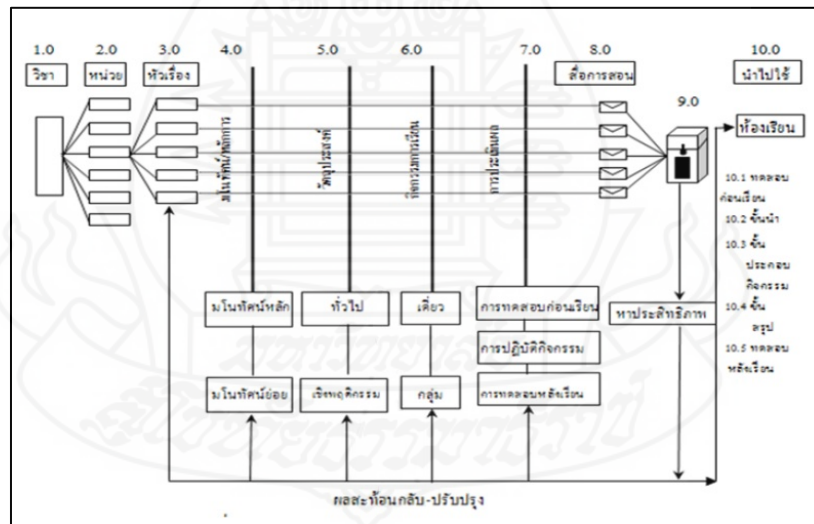 1.0 2.0 3.0 4.0 5.0 6.0 7.0 8.0 10.0
วิชา หน่วย หัวเรื่อง สื่อการสอน นำไปใช้
9.0
ห้องเรียน
มโนทัศน์/หลักการ
วัตถุประสงค์
กิจกรรมการเรียน
การประเมินผล
10.1 ทดสอบ
ก่อนเรียน
10.2 ขั้นนำ
10.3 ขั้น
ประกอบ
กิจกรรม
10.4 ขั้น
สรุป
10.5 ทดสอบ
หลังเรียน
มโนทัศน์หลัก ทั่วไป เดี่ยว การทดสอบก่อนเรียน หาประสิทธิภาพ
การปฏิบัติกิจกรรม
มโนทัศน์ย่อย เชิงพฤติกรรม กลุ่ม การทดสอบหลังเรียน
ผลสะท้อนกลับ-ปรับปรุง